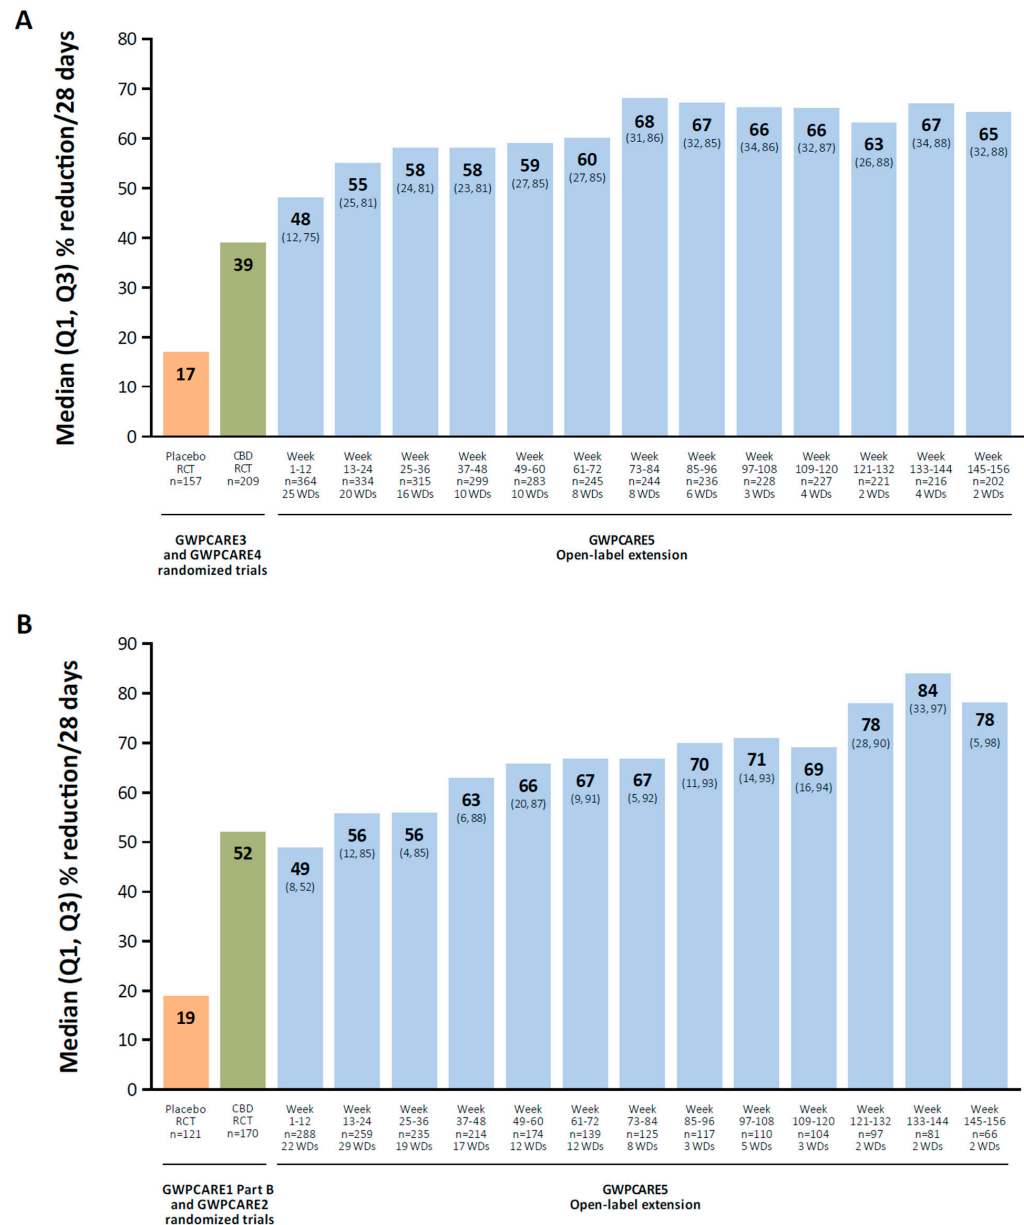 A
Median (Q1, Q3) % reduction/28 days
80
70
60
50
40
30
20
10
0
17
39
48
(12, 75)
55
(25, 81)
58
(24, 81)
58
(23, 81)
59
(27, 85)
60
(27, 85)
68
(31, 86)
67
(32, 85)
66
(34, 86)
66
(32, 87)
63
(26, 88)
67
(34, 88)
65
(32, 88)
Placebo
RCT
n=157
CBD
RCT
n=209
Week
1-12
n=364
25 WDs
Week
13-24
n=334
20 WDs
Week
25-36
n=315
16 WDs
Week
37-48
n=299
10 WDs
Week
49-60
n=283
10 WDs
Week
61-72
n=245
8 WDs
Week
73-84
n=244
8 WDs
Week
85-96
n=236
6 WDs
Week
97-108
n=228
3 WDs
Week
109-120
n=227
4 WDs
Week
121-132
n=221
2 WDs
Week
133-144
n=216
4 WDs
Week
145-156
n=202
2 WDs
GWPCARE3
and GWPCARE4
randomized trials
GWPCARE5
Open-label extension
B
Median (Q1, Q3) % reduction/28 days
90
80
70
60
50
40
30
20
10
0
19
52
49
(8, 52)
56
(12, 85)
56
(4, 85)
63
(6, 88)
66
(20, 87)
67
(9, 91)
67
(5, 92)
70
(11, 93)
71
(14, 93)
69
(16, 94)
78
(28, 90)
84
(33, 97)
78
(5, 98)
Placebo
RCT
n=121
CBD
RCT
n=170
Week
1-12
n=288
22 WDs
Week
13-24
n=259
29 WDs
Week
25-36
n=235
19 WDs
Week
37-48
n=214
17 WDs
Week
49-60
n=174
12 WDs
Week
61-72
n=139
12 WDs
Week
73-84
n=125
8 WDs
Week
85-96
n=117
3 WDs
Week
97-108
n=110
5 WDs
Week
109-120
n=104
3 WDs
Week
121-132
n=97
2 WDs
Week
133-144
n=81
2 WDs
Week
145-156
n=66
2 WDs
GWPCARE1 Part B
and GWPCARE2
randomized trials
GWPCARE5
Open-label extension